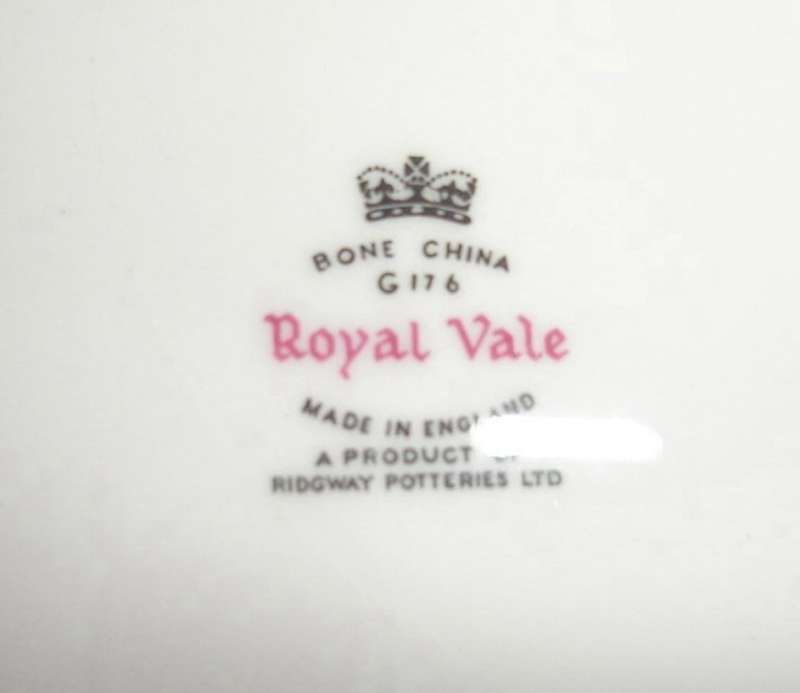 BONE CHINA
G176
Royal Vale
MADE IN ENGLAND
A PRODUCT
RIDGWAY POTTERIES LTD